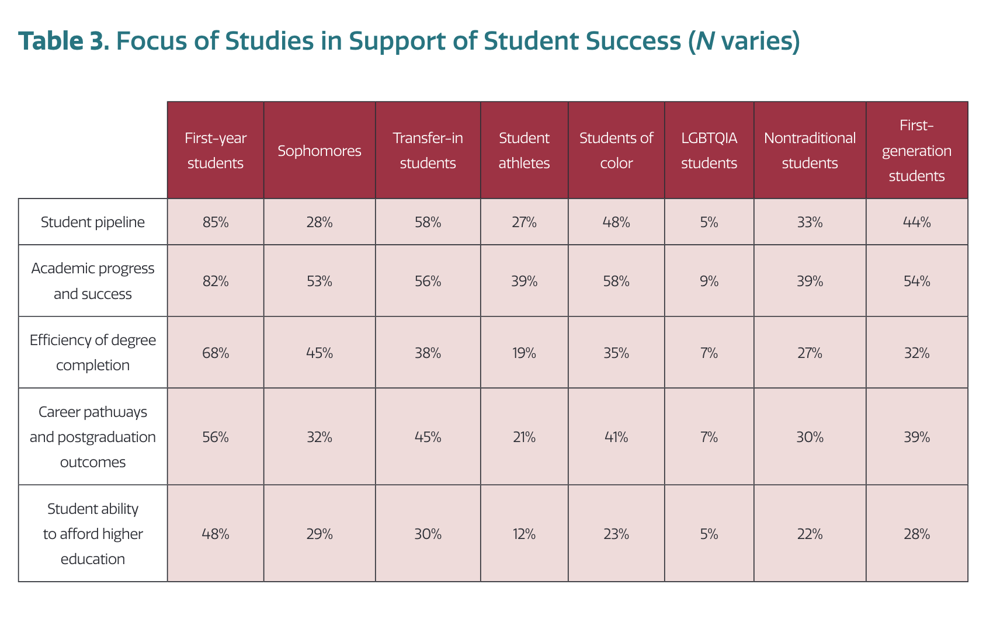 Table 3. Focus of Studies in Support of Student Success (N varies)
First-year students
Sophomores
Transfer-in students
Student athletes
Students of color
LGBTQIA students
Nontraditional students
First-generation students
Student pipeline 85% 28% 58% 27% 48% 5% 33% 44%
Academic progress and success 82% 53% 56% 39% 58% 9% 39% 54%
Efficiency of degree completion 68% 45% 38% 19% 35% 7% 27% 32%
Career pathways and postgraduation outcomes 56% 32% 45% 21% 41% 7% 30% 39%
Student ability to afford higher education 48% 29% 30% 12% 23% 5% 22% 28%